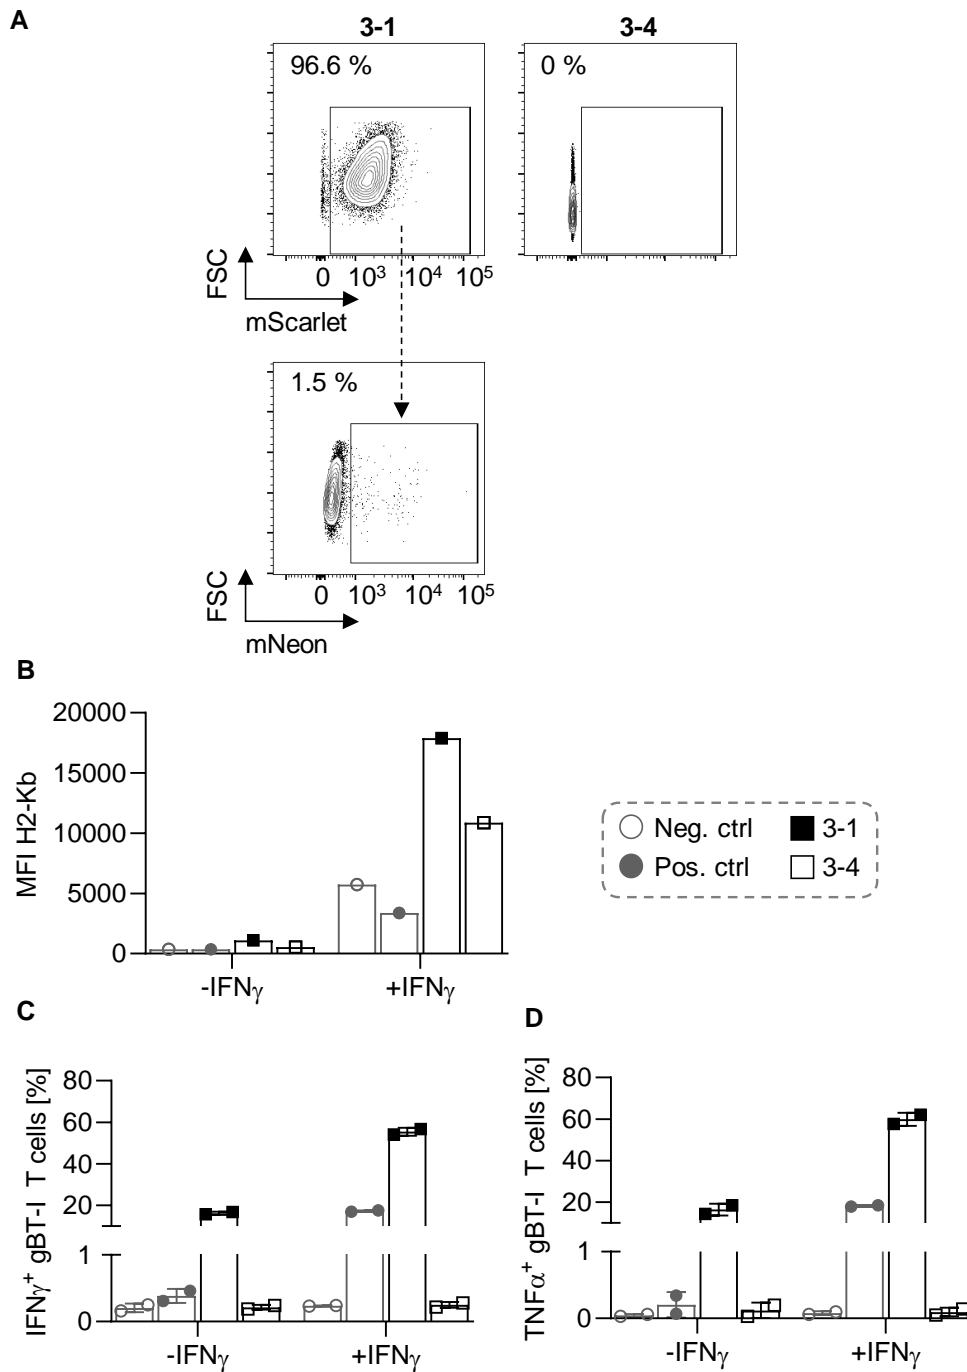 A
3-1
3-4
96.6 %
0 %
FSC
0 10³ 10⁴ 10⁵
mScarlet
1.5 %
FSC
0 10³ 10⁴ 10⁵
mNeon
B
MFI H2-Kb
20000
15000
10000
5000
0
-IFNγ
+IFNγ
Neg. ctrl
3-1
Pos. ctrl
3-4
C
IFNγ⁺ gBT-I T cells [%]
80
60
40
20
1
0
-IFNγ
+IFNγ
D
TNFα⁺ gBT-I T cells [%]
80
60
40
20
1
0
-IFNγ
+IFNγ